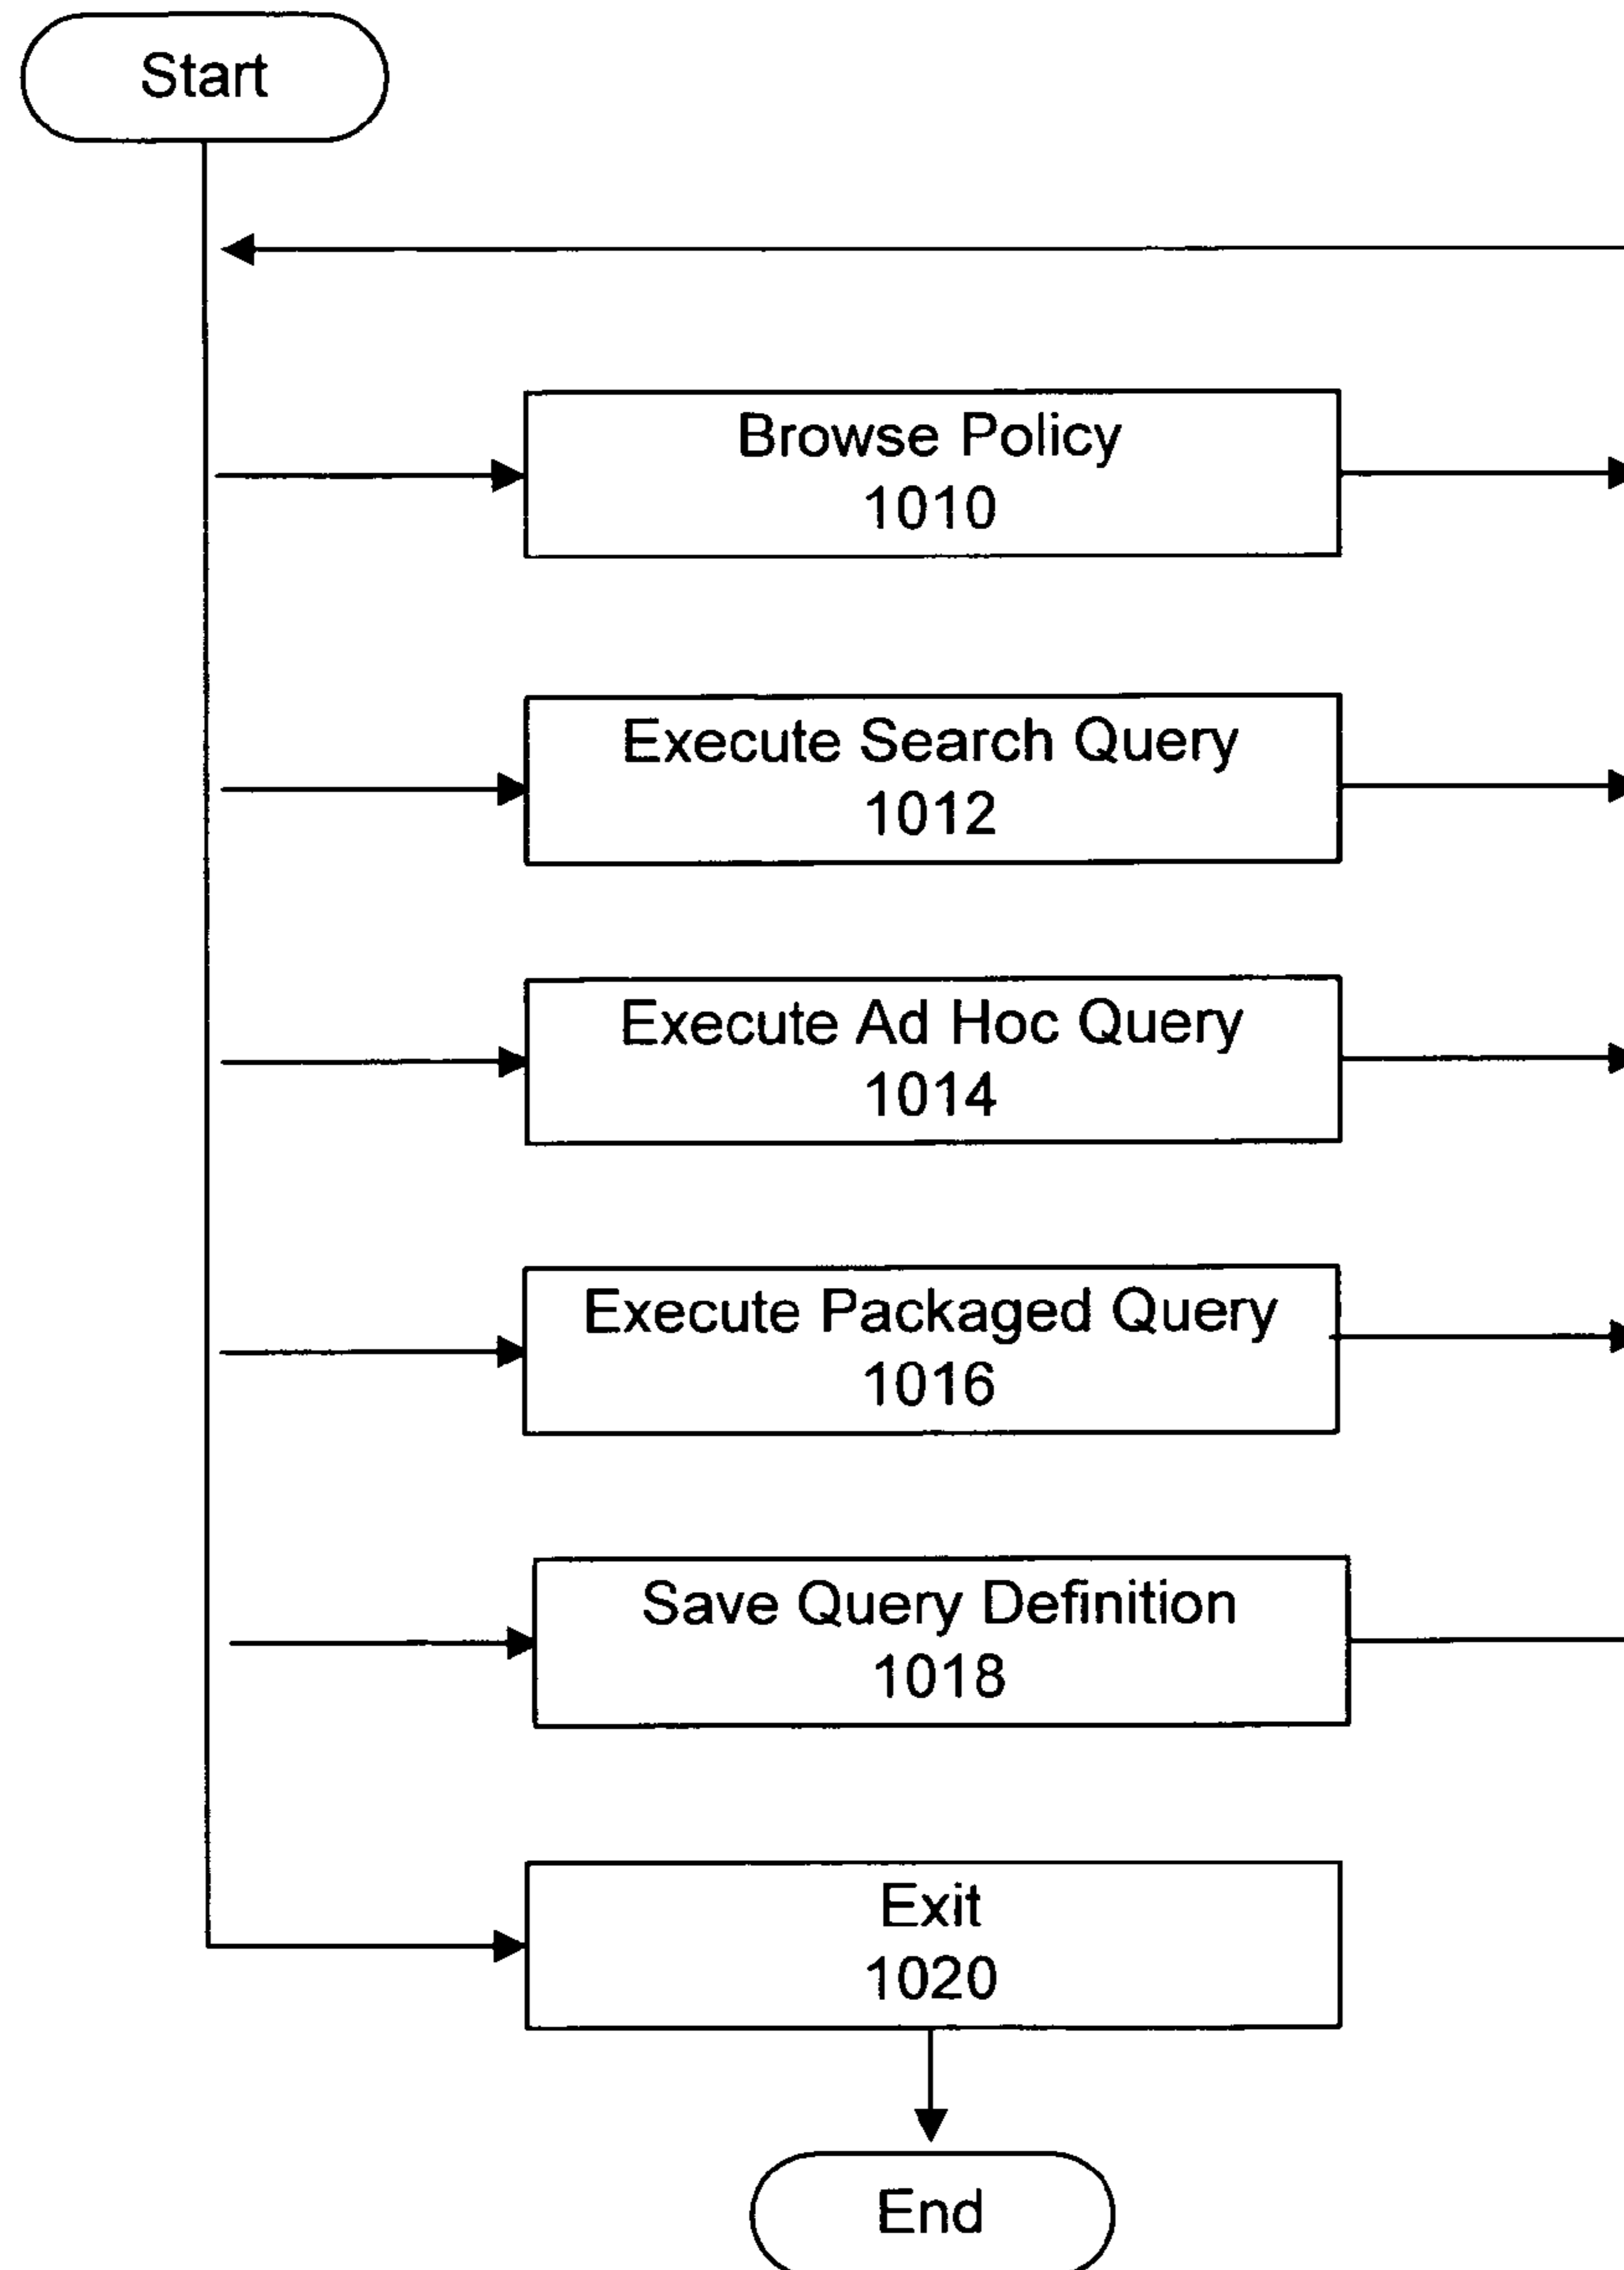 Start
Browse Policy
1010
Execute Search Query
1012
Execute Ad Hoc Query
1014
Execute Packaged Query
1016
Save Query Definition
1018
Exit
1020
End